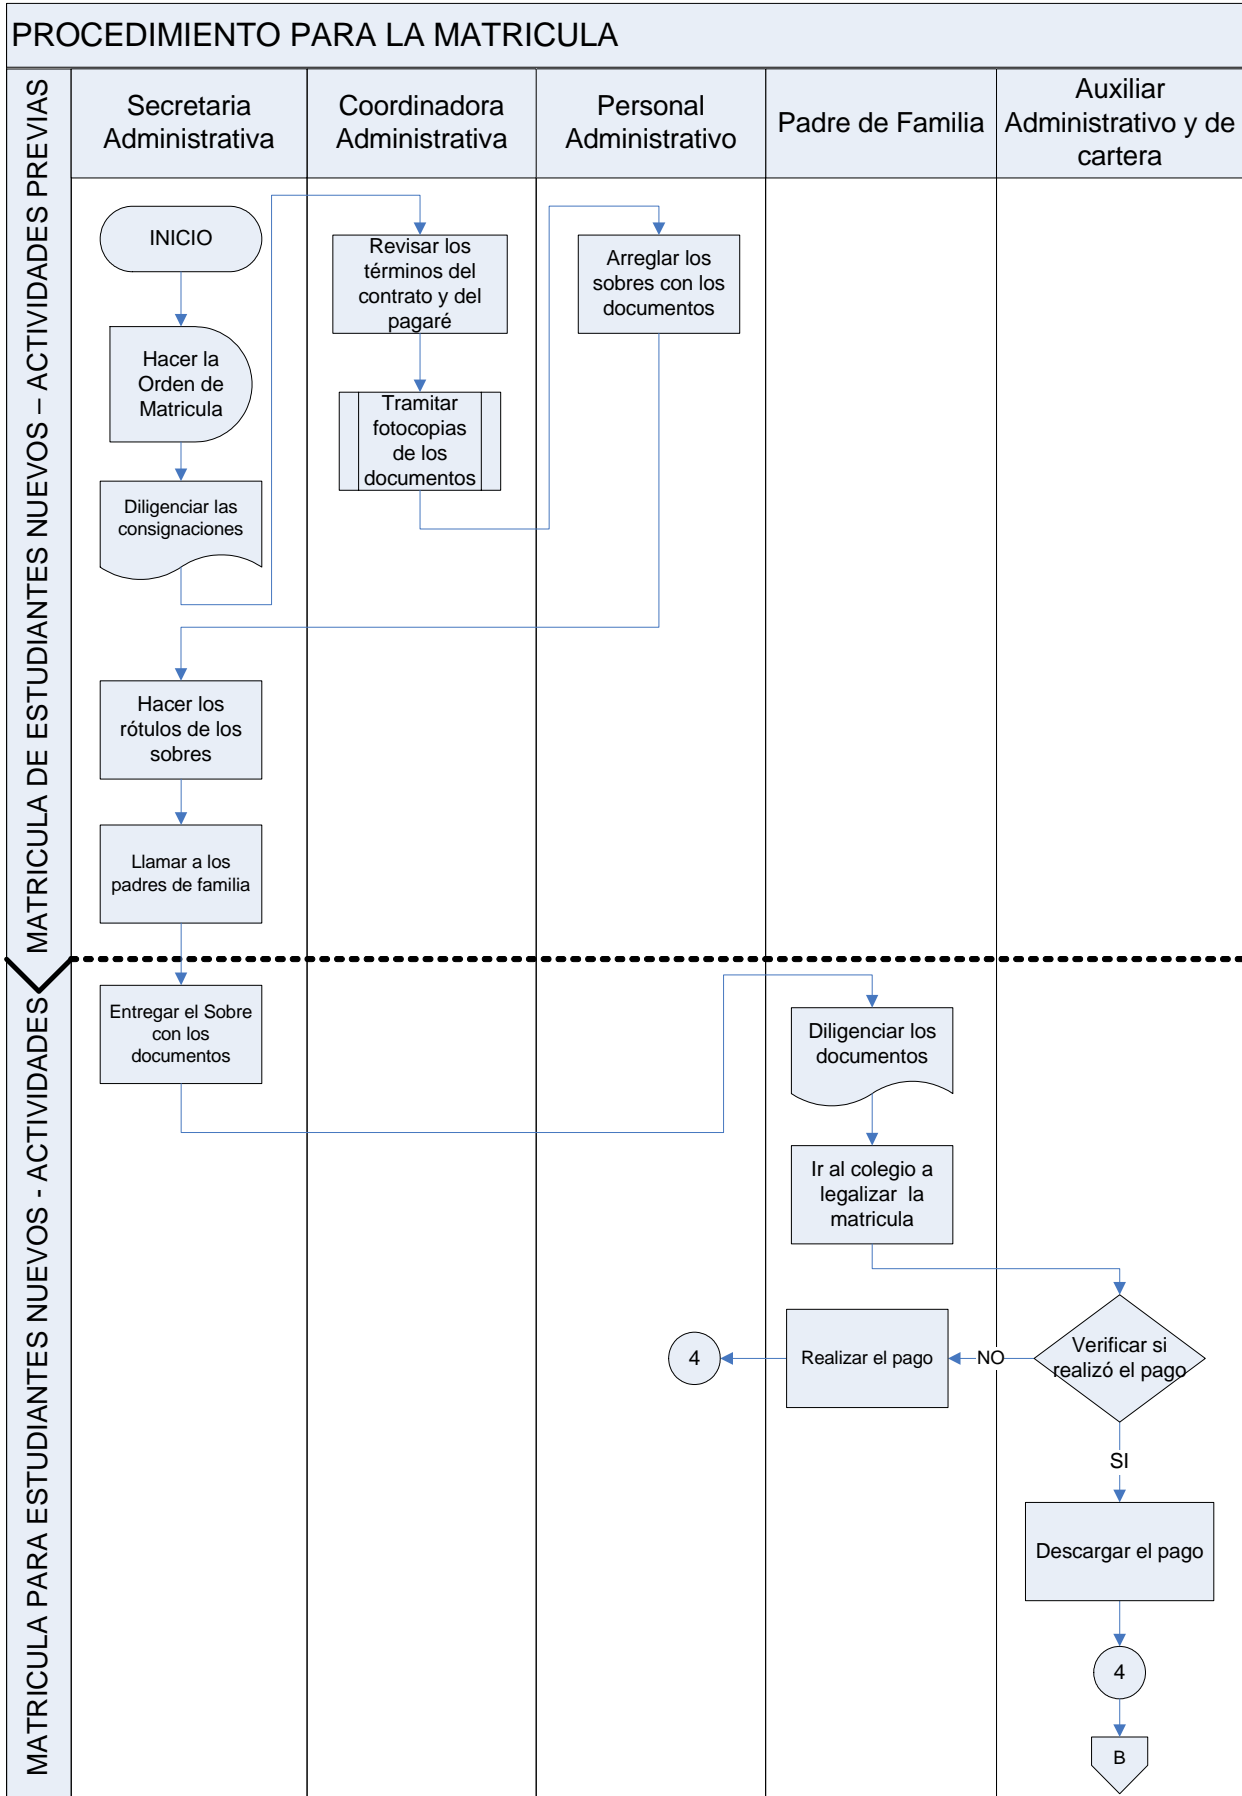 PROCEDIMIENTO PARA LA MATRICULA
MATRICULA DE ESTUDIANTES NUEVOS – ACTIVIDADES PREVIAS
Secretaria
Administrativa
Coordinadora
Administrativa
Personal
Administrativo
Padre de Familia
Auxiliar
Administrativo y de
cartera
INICIO
Hacer la
Orden de
Matricula
Diligenciar las
consignaciones
Revisar los
términos del
contrato y del
pagaré
Tramitar
fotocopias
de los
documentos
Arreglar los
sobres con los
documentos
Hacer los
rótulos de los
sobres
Llamar a los
padres de familia
MATRICULA PARA ESTUDIANTES NUEVOS - ACTIVIDADES
Entregar el Sobre
con los
documentos
Diligenciar los
documentos
Ir al colegio a
legalizar la
matricula
Verificar si
realizó el pago
NO
Realizar el pago
4
SI
Descargar el pago
4
B